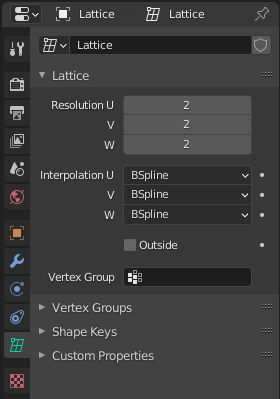 Lattice > Lattice
Lattice
Lattice
Resolution U 2
V 2
W 2
Interpolation U BSpline
V BSpline
W BSpline
Outside
Vertex Group
Vertex Groups
Shape Keys
Custom Properties